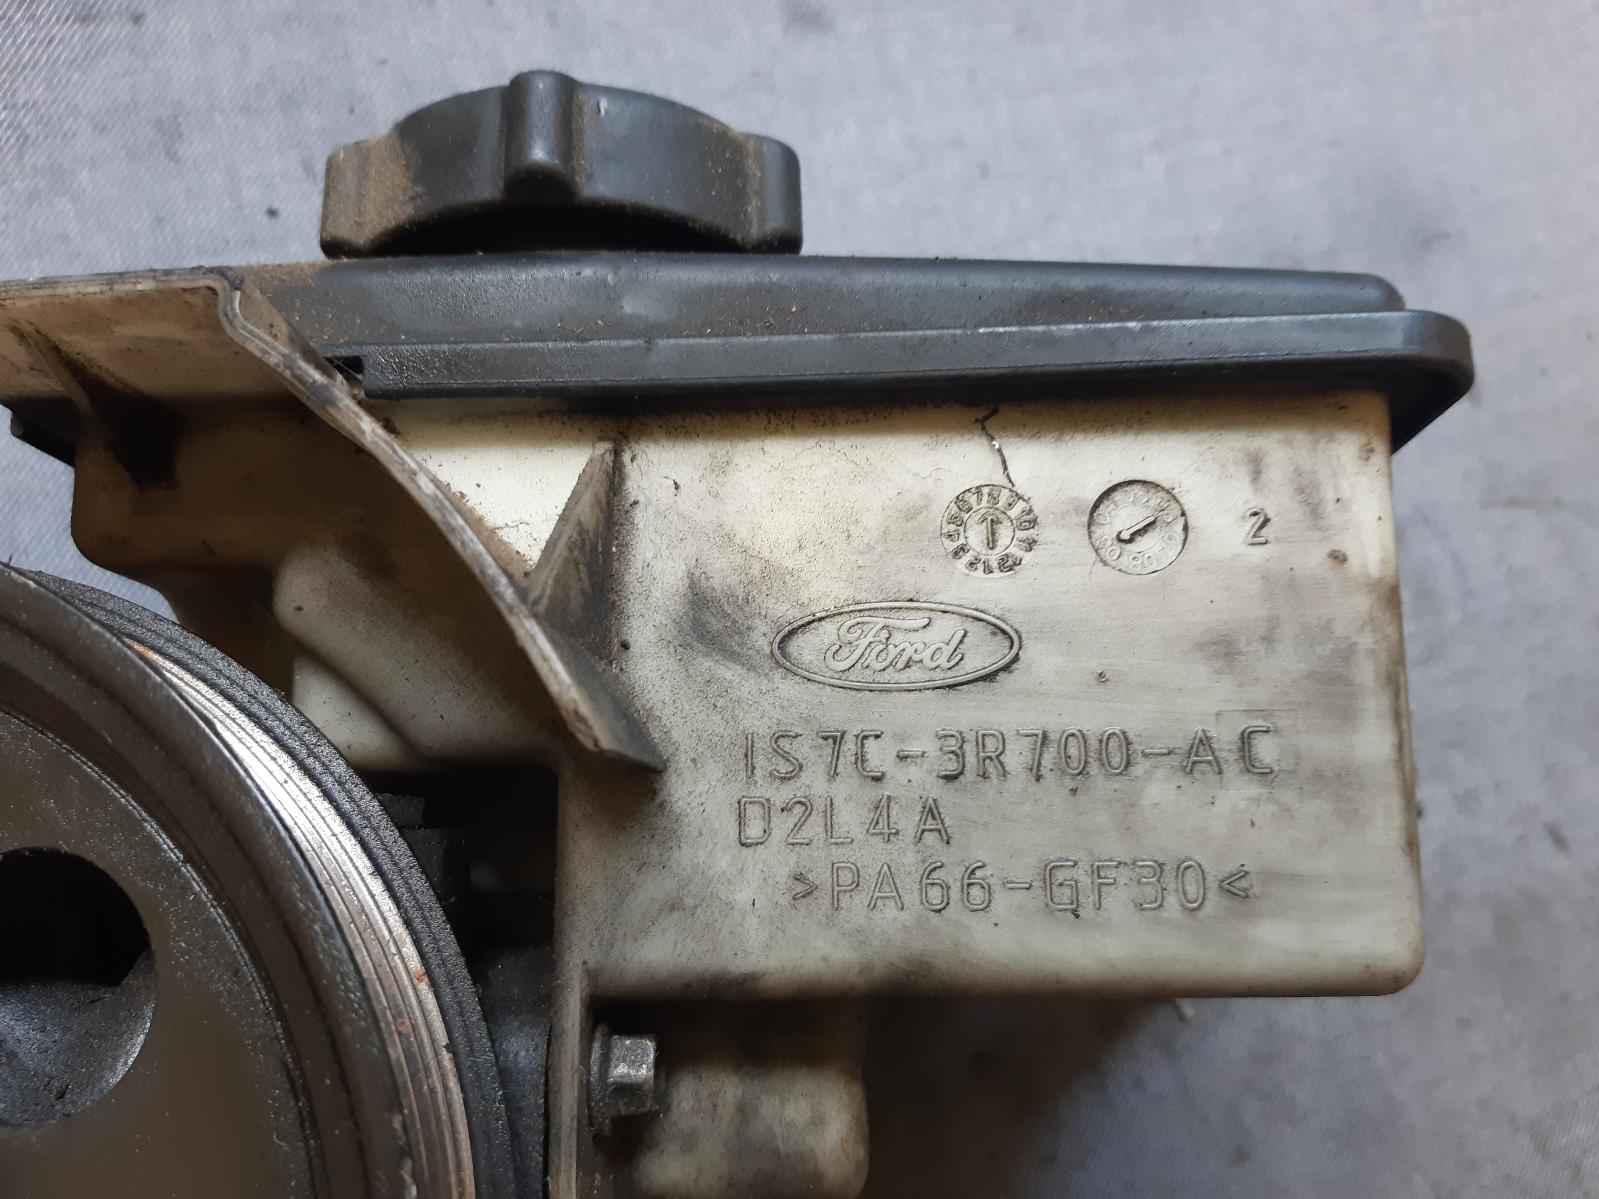 2
Ford
1S7C-3R700-AC
D2L4A
>PA66-GF30<